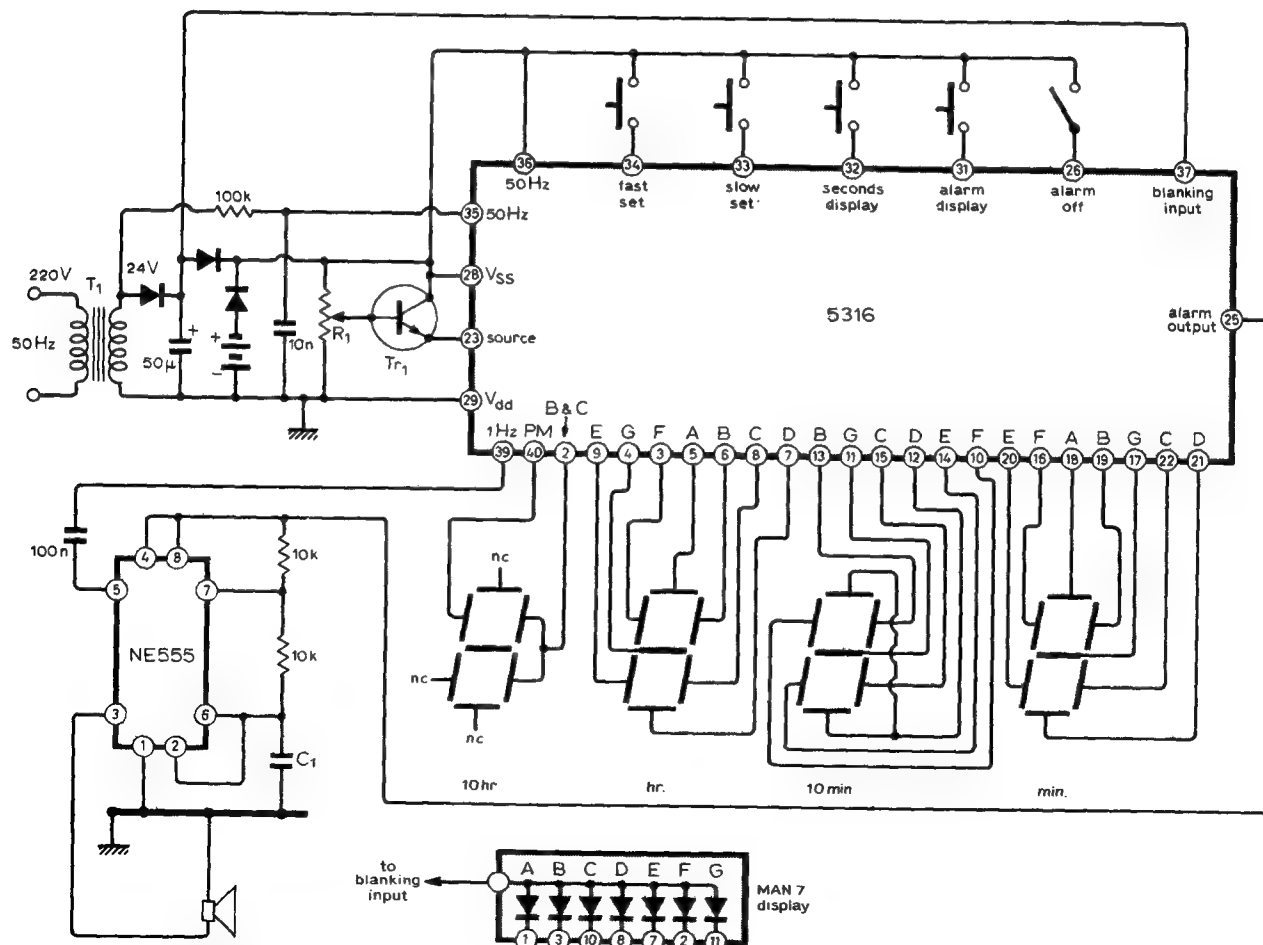 36 34 33 32 31 26 37
50Hz fast set slow set seconds display alarm display alarm off blanking input
100k
35 50Hz
220V T1 24V
28 VSS
5316
alarm output 25
50Hz
+
50μ
+
-
10n
R1
Tr1
23 source
29 Vdd
B & C
1Hz PM E G F A B C D B G C D E F E F A B G C D
39 40 2 9 4 3 5 6 8 7 13 11 15 12 14 10 20 16 18 19 17 22 21
100n
4 8
10k
5 7
nc
NE555
10k
nc
3 6
1 2
C1
nc
10hr hr. 10min min.
to blanking input
A B C D E F G
MAN 7 display
1 3 10 8 7 2 11